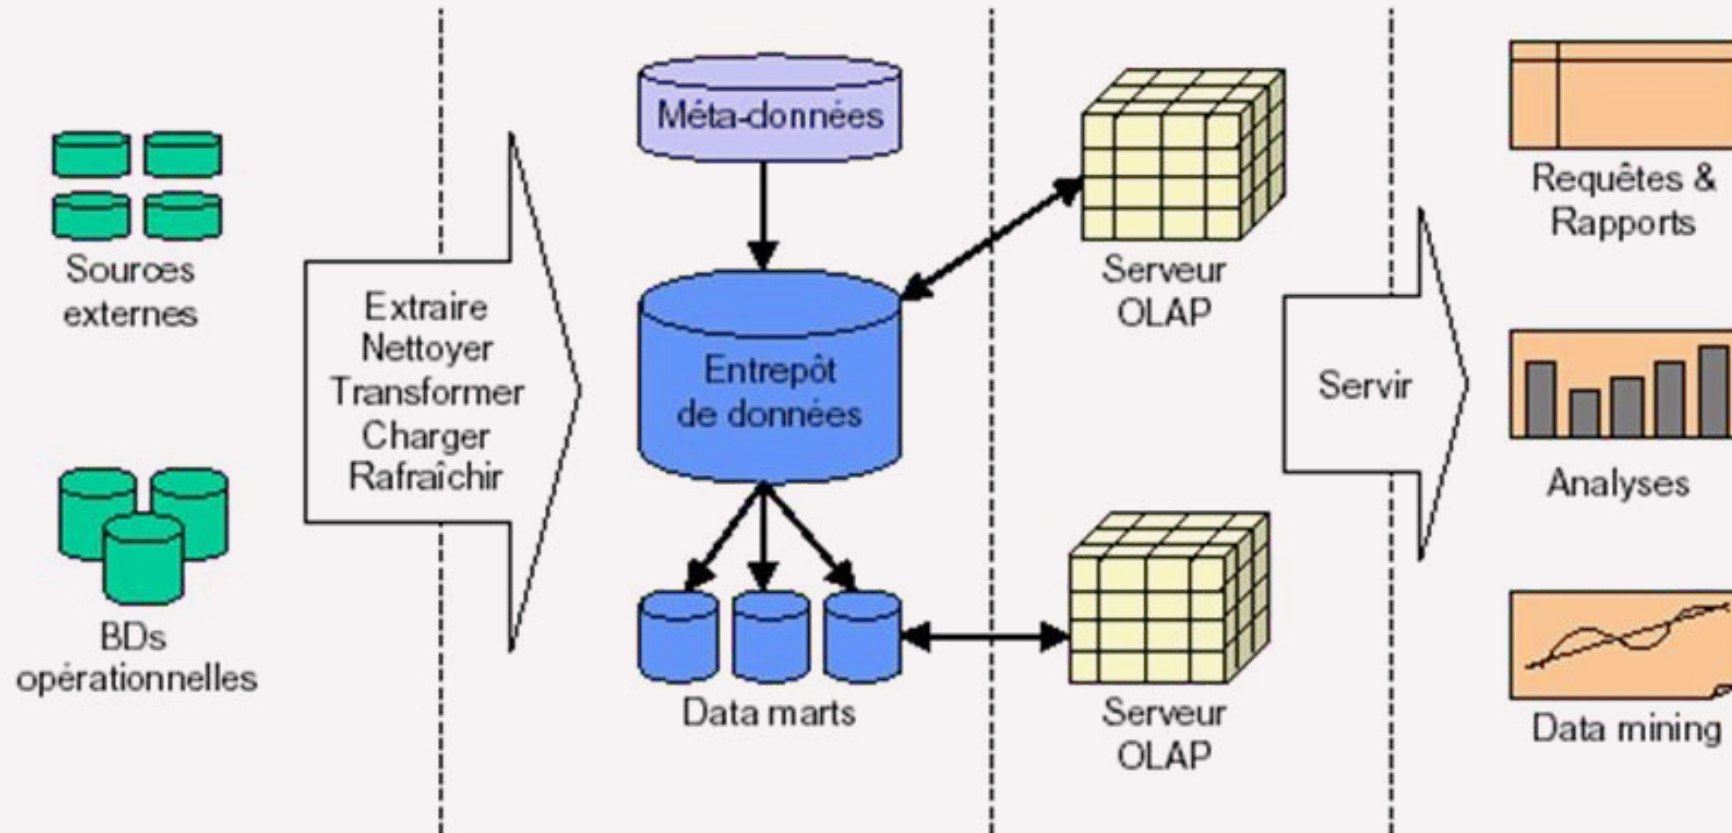 Sources
externes
BDs
opérationnelles
Extraire
Nettoyer
Transformer
Charger
Rafraîchir
Méta-données
Entrepôt
de données
Data marts
Serveur
OLAP
Serveur
OLAP
Servir
Requêtes &
Rapports
Analyses
Data mining